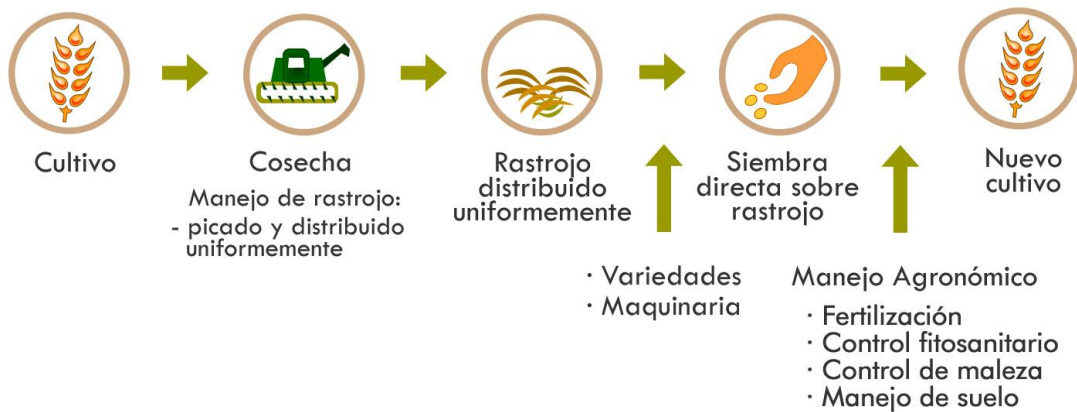 Cultivo
Cosecha
Manejo de rastrojo:
- picado y distribuido
uniformemente
Rastrojo
distribuido
uniformemente
· Variedades
· Maquinaria
Siembra
directa sobre
rastrojo
Manejo Agronómico
· Fertilización
· Control fitosanitario
· Control de maleza
· Manejo de suelo
Nuevo
cultivo